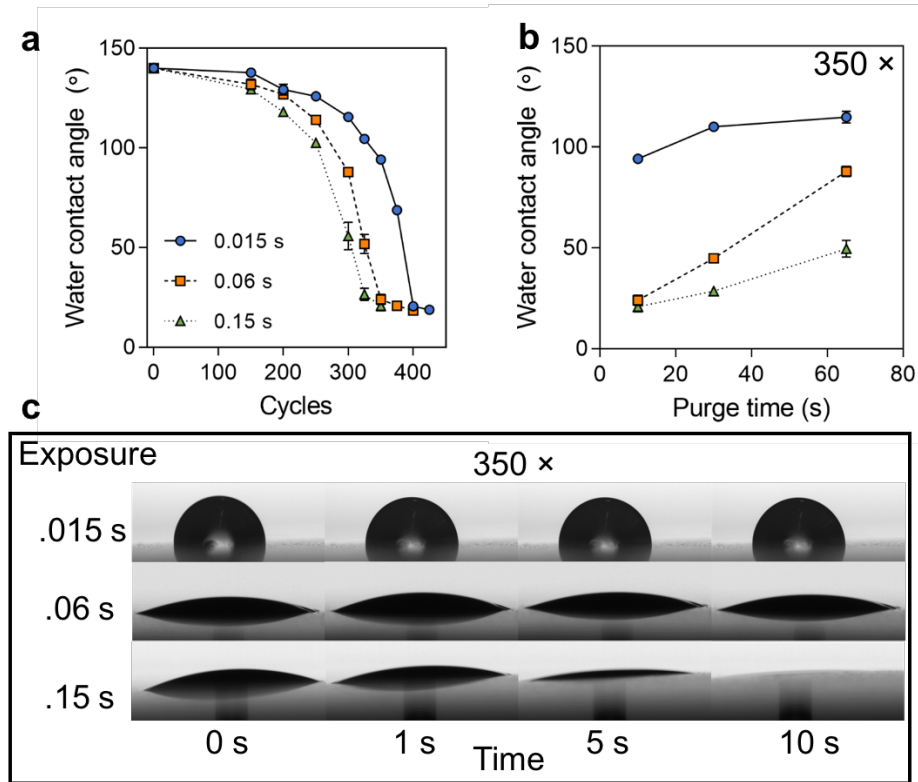 a
150
100
50
0
Water contact angle (°)
0.015 s
0.06 s
0.15 s
0 100 200 300 400
Cycles
b
350 ×
150
100
50
0
Water contact angle (°)
0 20 40 60 80
Purge time (s)
c
Exposure
350 ×
.015 s
.06 s
.15 s
0 s 1 s 5 s 10 s
Time